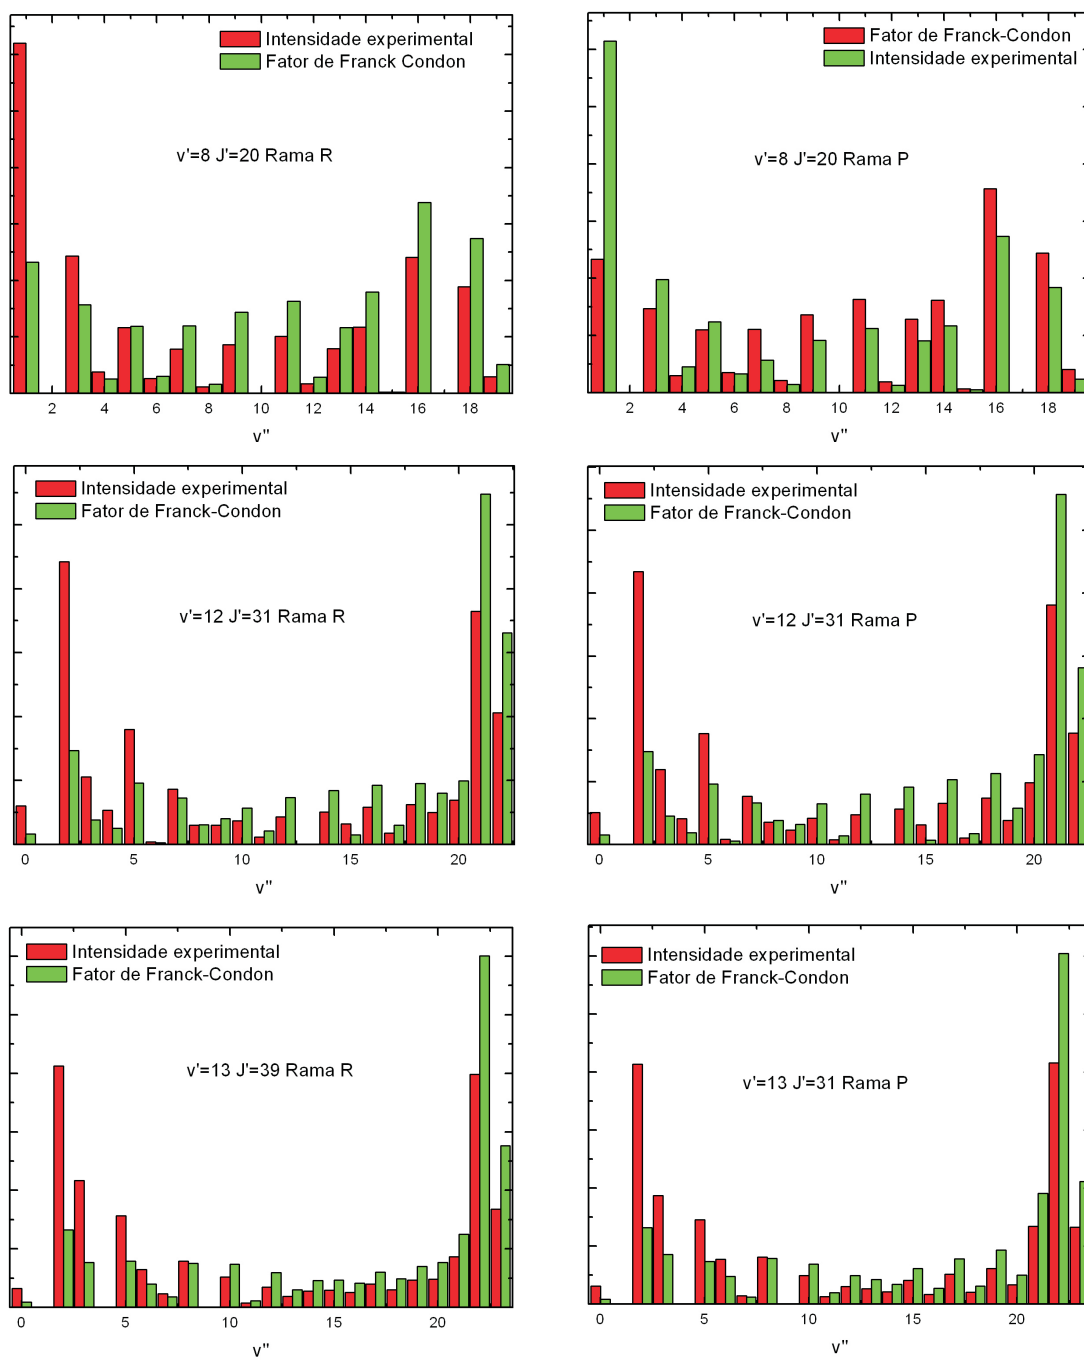 Intensidade experimental
Fator de Franck Condon
v'=8 J'=20 Rama R
2 4 6 8 10 12 14 16 18
v"
Fator de Franck-Condon
Intensidade experimental
v'=8 J'=20 Rama P
2 4 6 8 10 12 14 16 18
v"
Intensidade experimental
Fator de Franck-Condon
v'=12 J'=31 Rama R
0 5 10 15 20
v"
Intensidade experimental
Fator de Franck-Condon
v'=12 J'=31 Rama P
0 5 10 15 20
v"
Intensidade experimental
Fator de Franck-Condon
v'=13 J'=39 Rama R
0 5 10 15 20
v"
Intensidade experimental
Fator de Franck-Condon
v'=13 J'=31 Rama P
0 5 10 15 20
v"